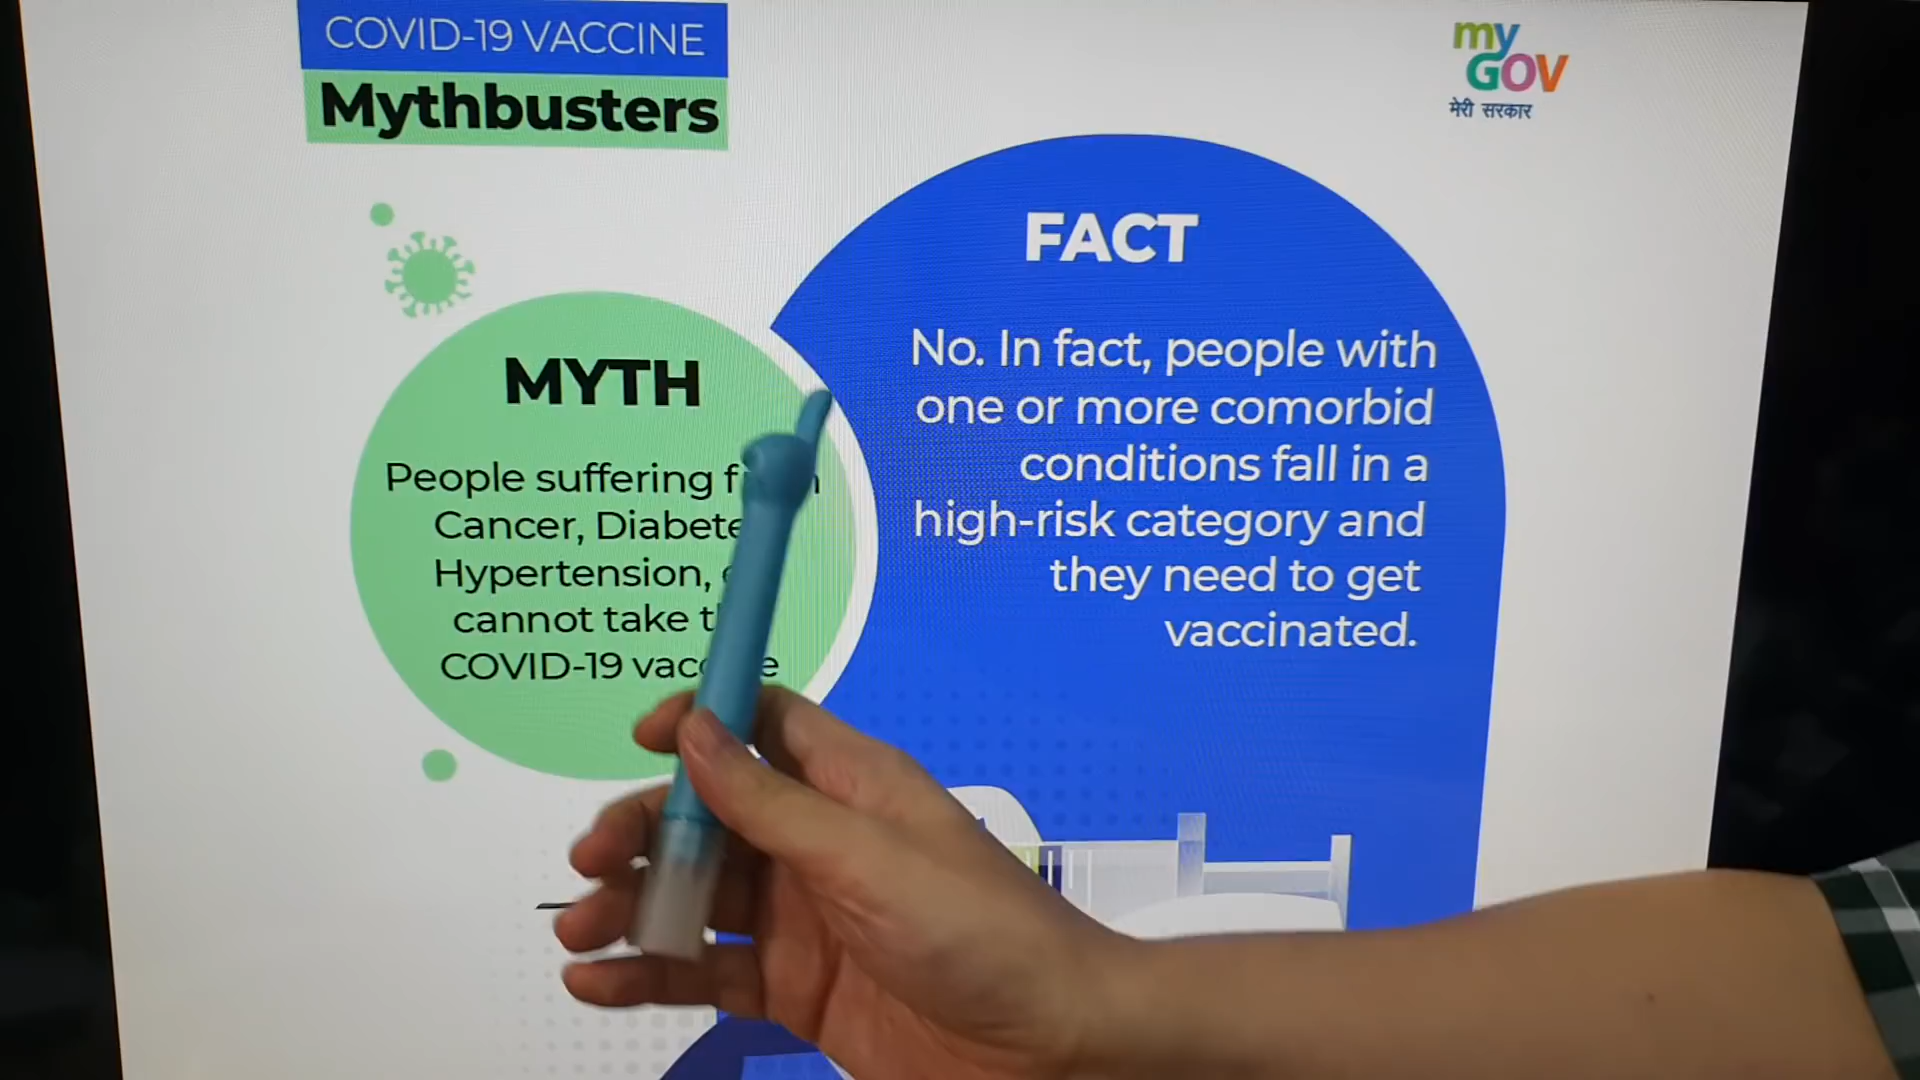 COVID-19 VACCINE
Mythbusters
my
GOV
मेरी सरकार
FACT
No. In fact, people with
one or more comorbid
conditions fall in a
high-risk category and
they need to get
vaccinated.
MYTH
People suffering
Cancer,
Hypertension,
cannot take
COVID-19